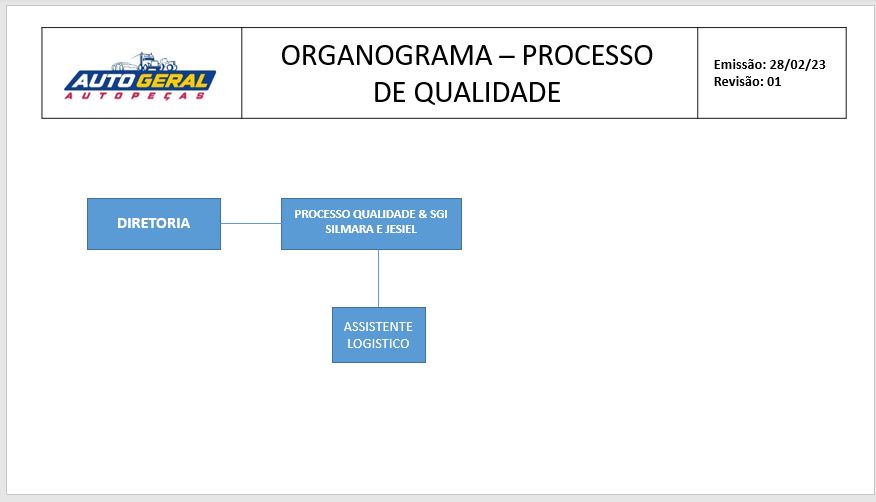 AUTO GERAL
AUTOPEÇAS
ORGANOGRAMA – PROCESSO
DE QUALIDADE
Emissão: 28/02/23
Revisão: 01
DIRETORIA
PROCESSO QUALIDADE & SGI
SILMARA E JESIEL
ASSISTENTE
LOGISTICO